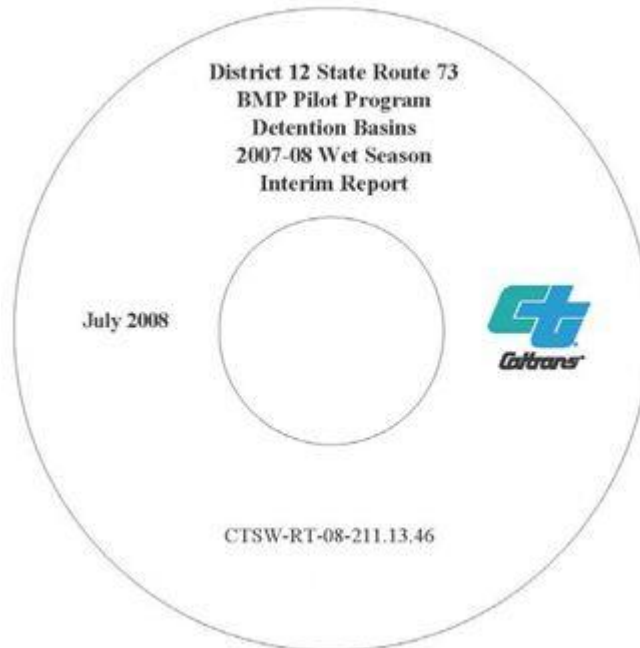 District 12 State Route 73
BMP Pilot Program
Detention Basins
2007-08 Wet Season
Interim Report
July 2008
Ct
Caltrans
CTSW-RT-08-211.13.46